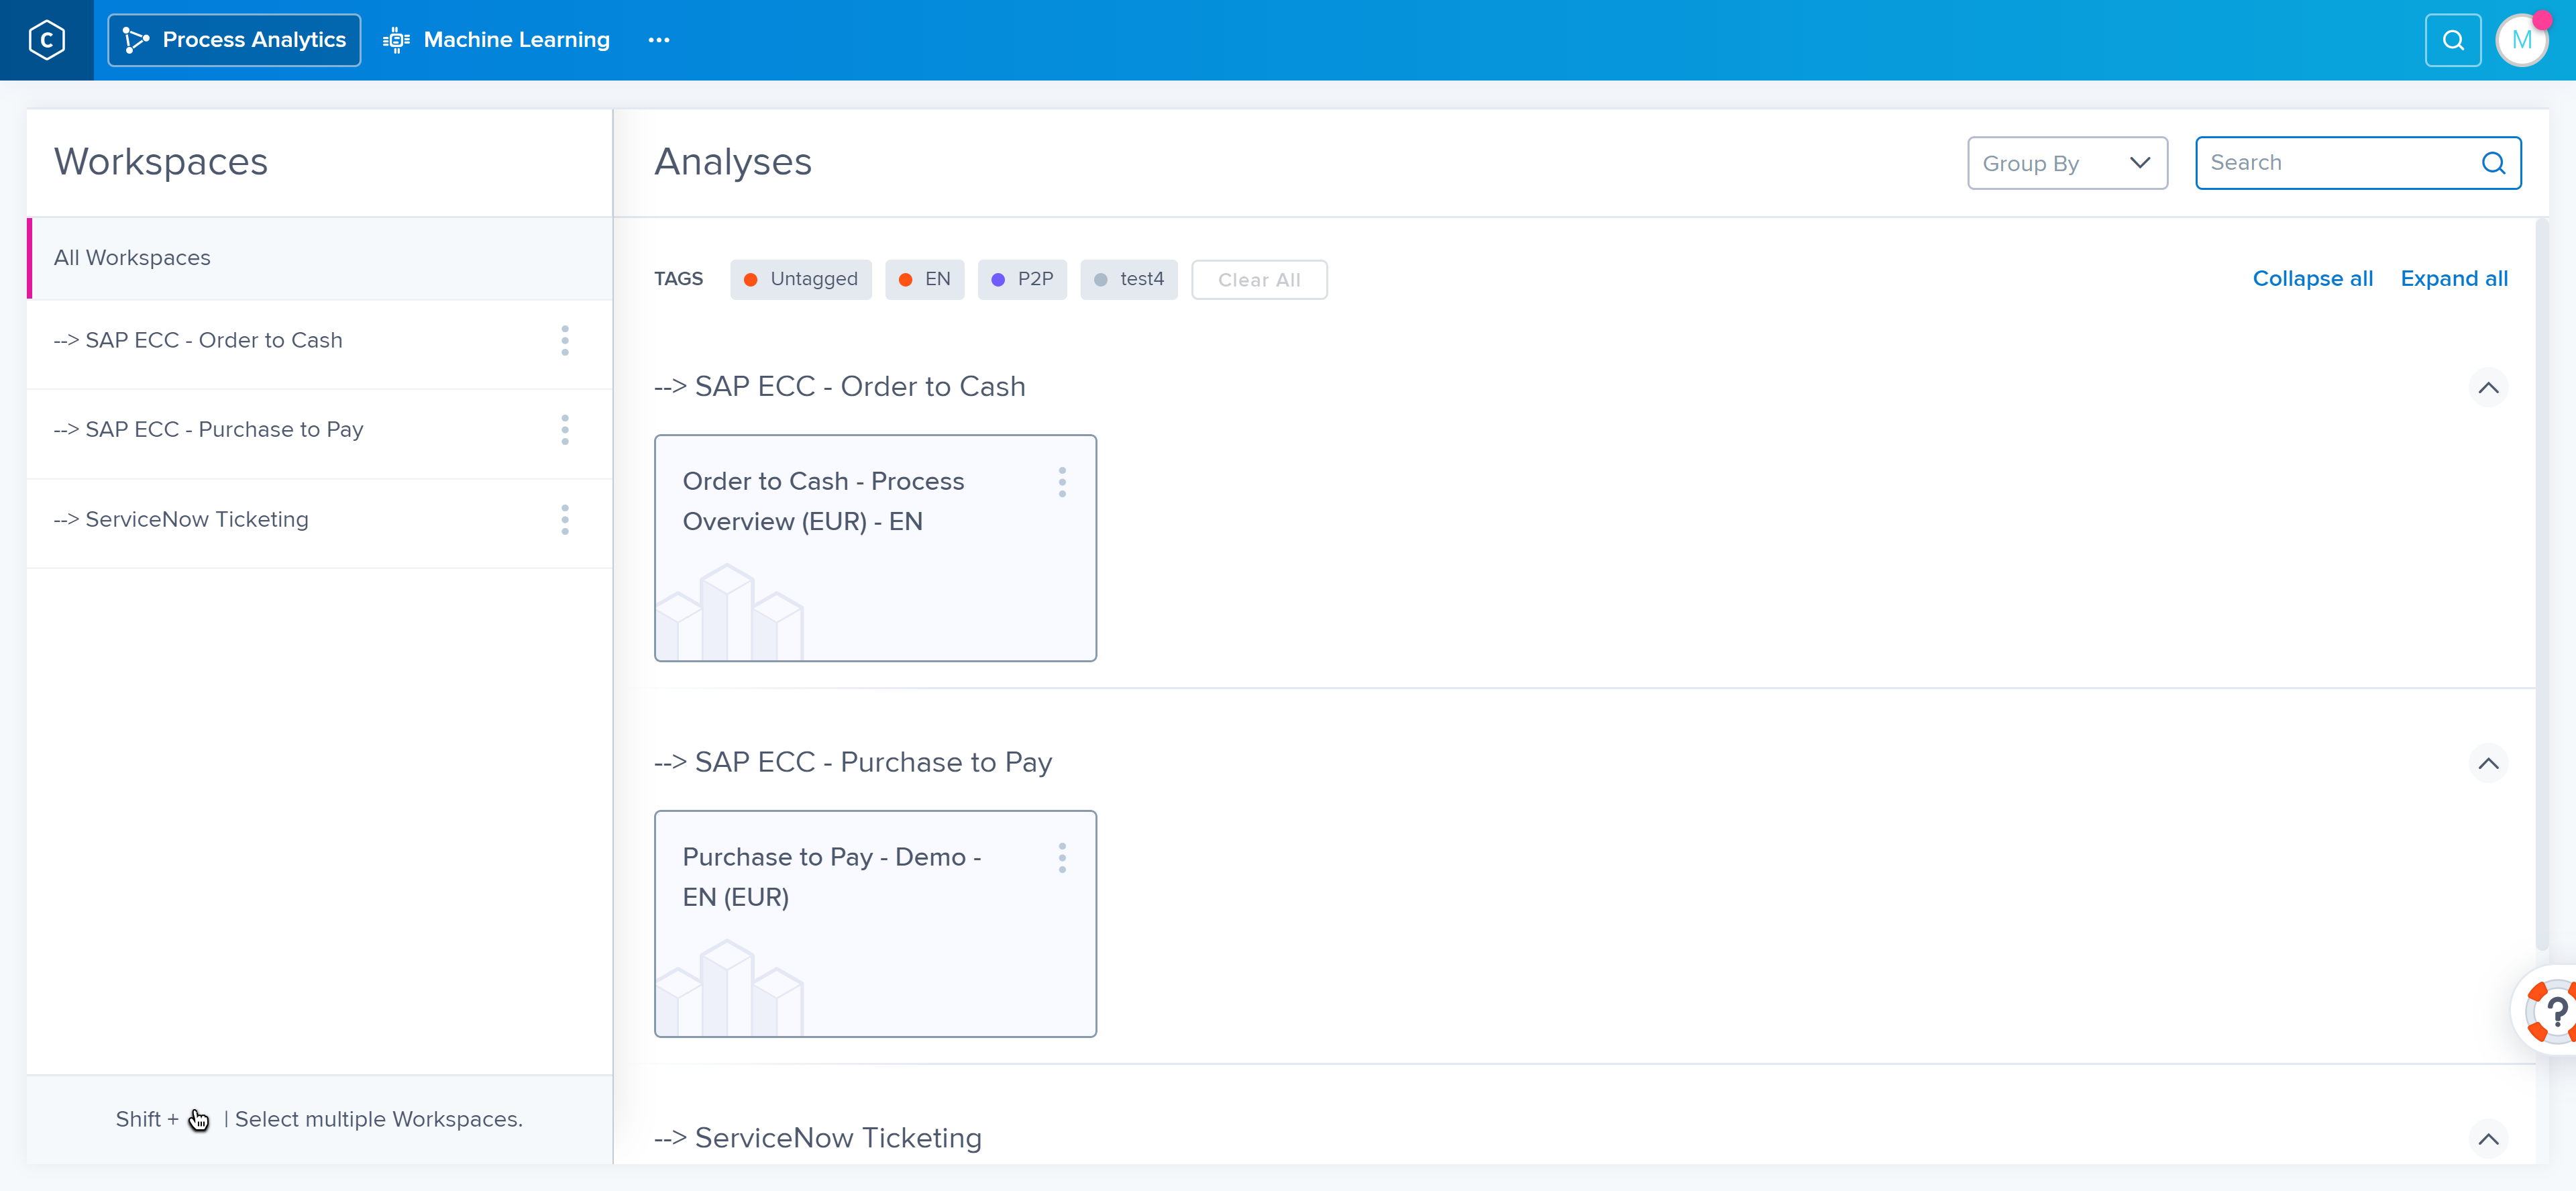 C
Process Analytics
Machine Learning
M
Workspaces
All Workspaces
--> SAP ECC - Order to Cash
--> SAP ECC - Purchase to Pay
--> ServiceNow Ticketing
Shift + | Select multiple Workspaces.
Analyses
Group By
Search
TAGS Untagged EN P2P test4 Clear All
Collapse all Expand all
--> SAP ECC - Order to Cash
Order to Cash - Process
Overview (EUR) - EN
--> SAP ECC - Purchase to Pay
Purchase to Pay - Demo -
EN (EUR)
--> ServiceNow Ticketing
?